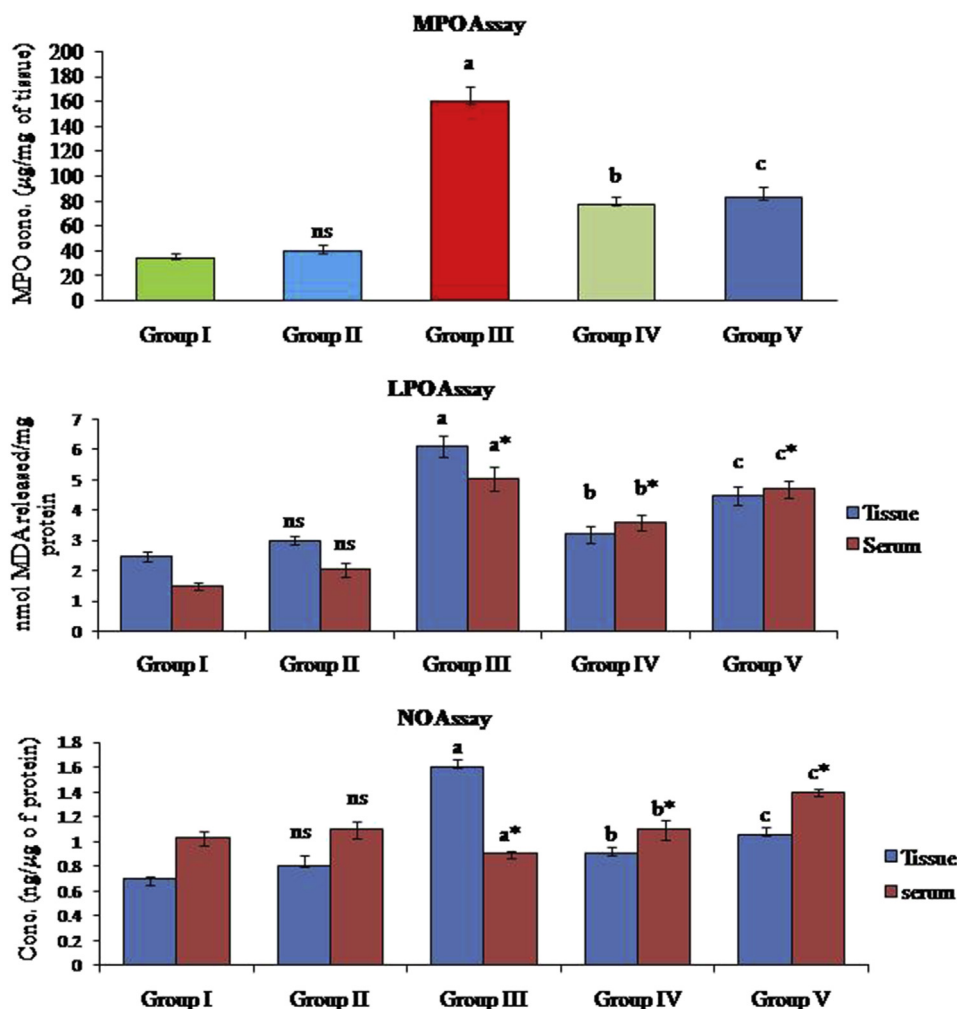 MPO Assay
MPO conc. (µg/mg of tissue)
200
180
160
140
120
100
80
60
40
20
0
ns
a
b
c
Group I Group II Group III Group IV Group V
LPO Assay
nmol MDA released/mg
protein
7
6
5
4
3
2
1
0
ns
ns
a
a*
b
b*
c
c*
Tissue
Serum
Group I Group II Group III Group IV Group V
NO Assay
Conc. (ng/µg of protein)
1.8
1.6
1.4
1.2
1
0.8
0.6
0.4
0.2
0
ns
ns
a
a*
b
b*
c
c*
Tissue
serum
Group I Group II Group III Group IV Group V